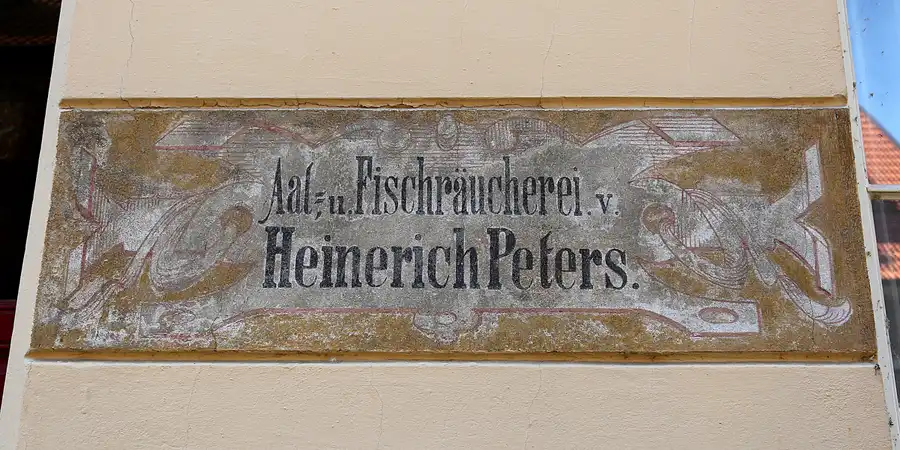 Aal- u. Fischräucherei. v.
Heinerich Peters.